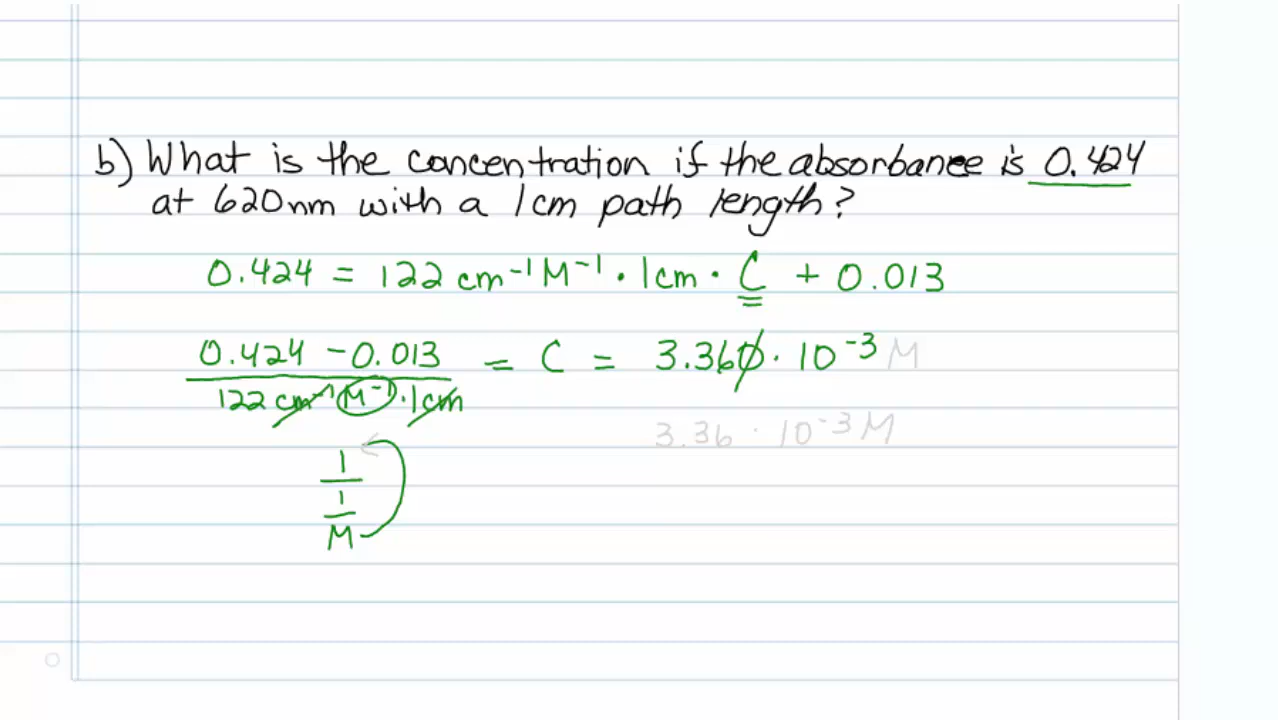 b) What is the concentration if the absorbance is 0.424
at 620nm with a 1cm path length?
0.424 = 122 cm⁻¹ M⁻¹ · 1cm · C + 0.013
0.424 - 0.013 = C = 3.360 · 10⁻³ M
122 cm⁻¹ M⁻¹ · 1cm
3.36 · 10⁻³ M
1
1
M